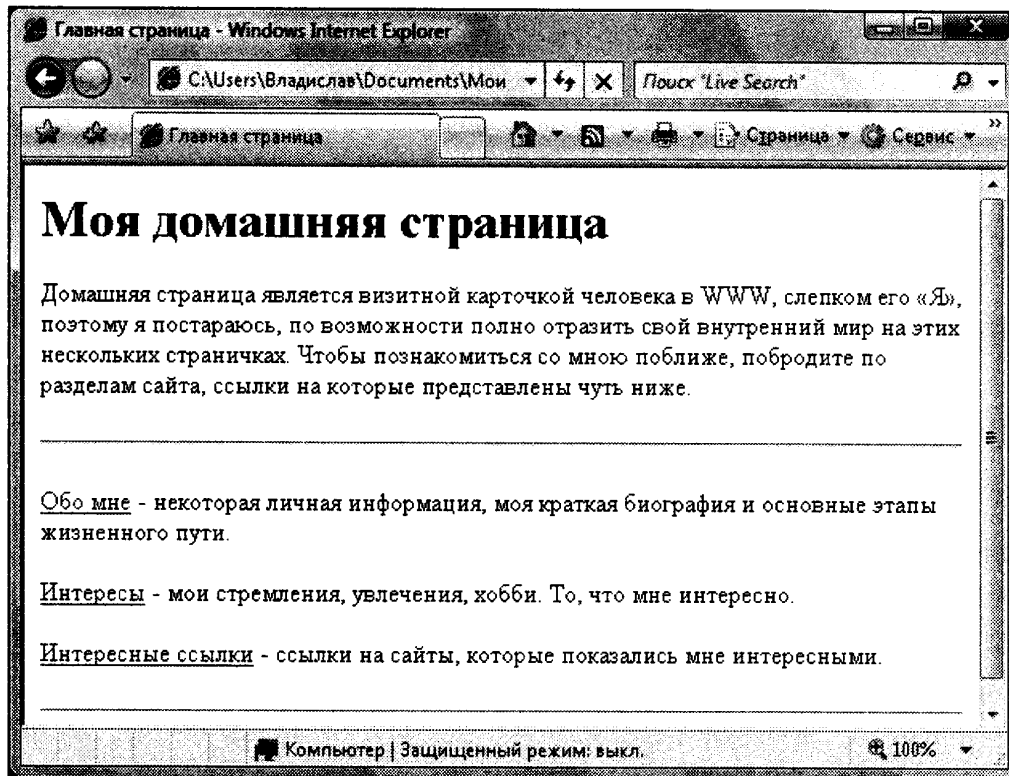 Главная страница - Windows Internet Explorer
C:\Users\Владислав\Documents\Мои
Поиск "Live Search"
Главная страница
Страница
Сервис
Моя домашняя страница
Домашняя страница является визитной карточкой человека в WWW, слепком его «Я»,
поэтому я постараюсь, по возможности полно отразить свой внутренний мир на этих
нескольких страничках. Чтобы познакомиться со мною поближе, побродите по
разделам сайта, ссылки на которые представлены чуть ниже.
Обо мне - некоторая личная информация, моя краткая биография и основные этапы
жизненного пути.
Интересы - мои стремления, увлечения, хобби. То, что мне интересно.
Интересные ссылки - ссылки на сайты, которые показались мне интересными.
Компьютер | Защищенный режим: выкл.
100%